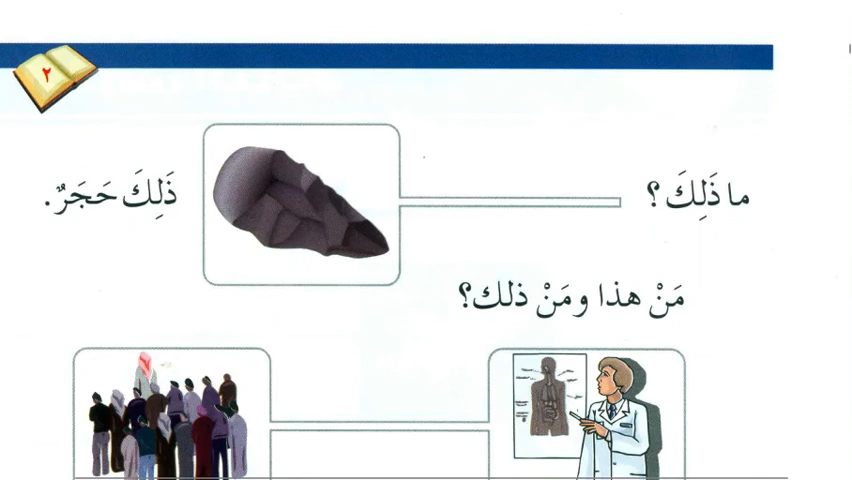 ٢
ما ذَلِكَ ؟ ذَلِكَ حَجَرٌ.
مَنْ هذا ومَنْ ذلك؟